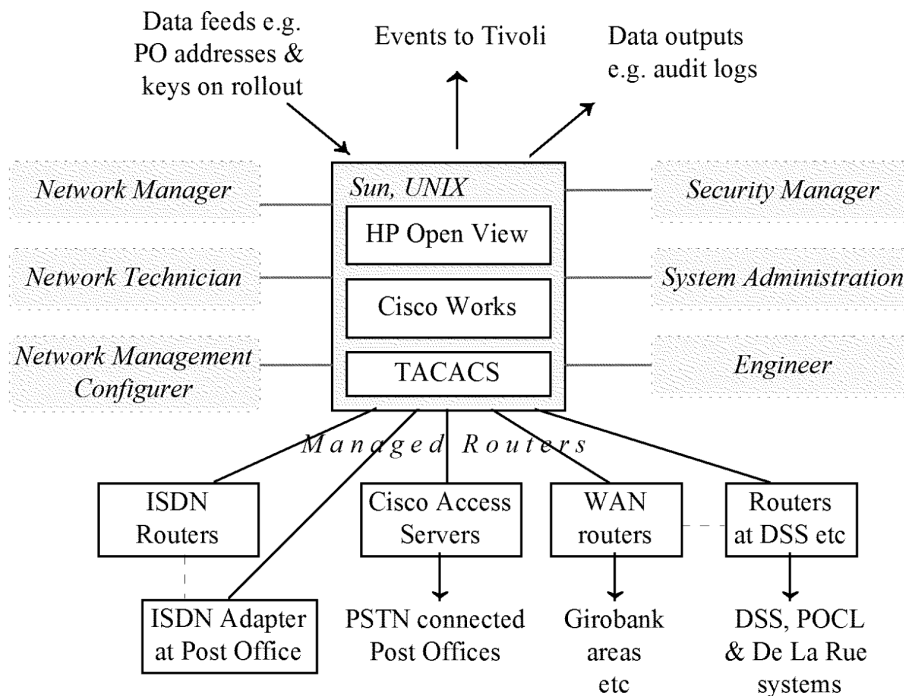 Data feeds e.g.
PO addresses &
keys on rollout
Events to Tivoli
Data outputs
e.g. audit logs
Network Manager
Sun, UNIX
Security Manager
HP Open View
Network Technician
System Administration
Cisco Works
Network Management
Configurer
TACACS
Engineer
Managed Routers
ISDN
Routers
Cisco Access
Servers
WAN
routers
Routers
at DSS etc
ISDN Adapter
at Post Office
PSTN connected
Post Offices
Girobank
areas
etc
DSS, POCL
& De La Rue
systems